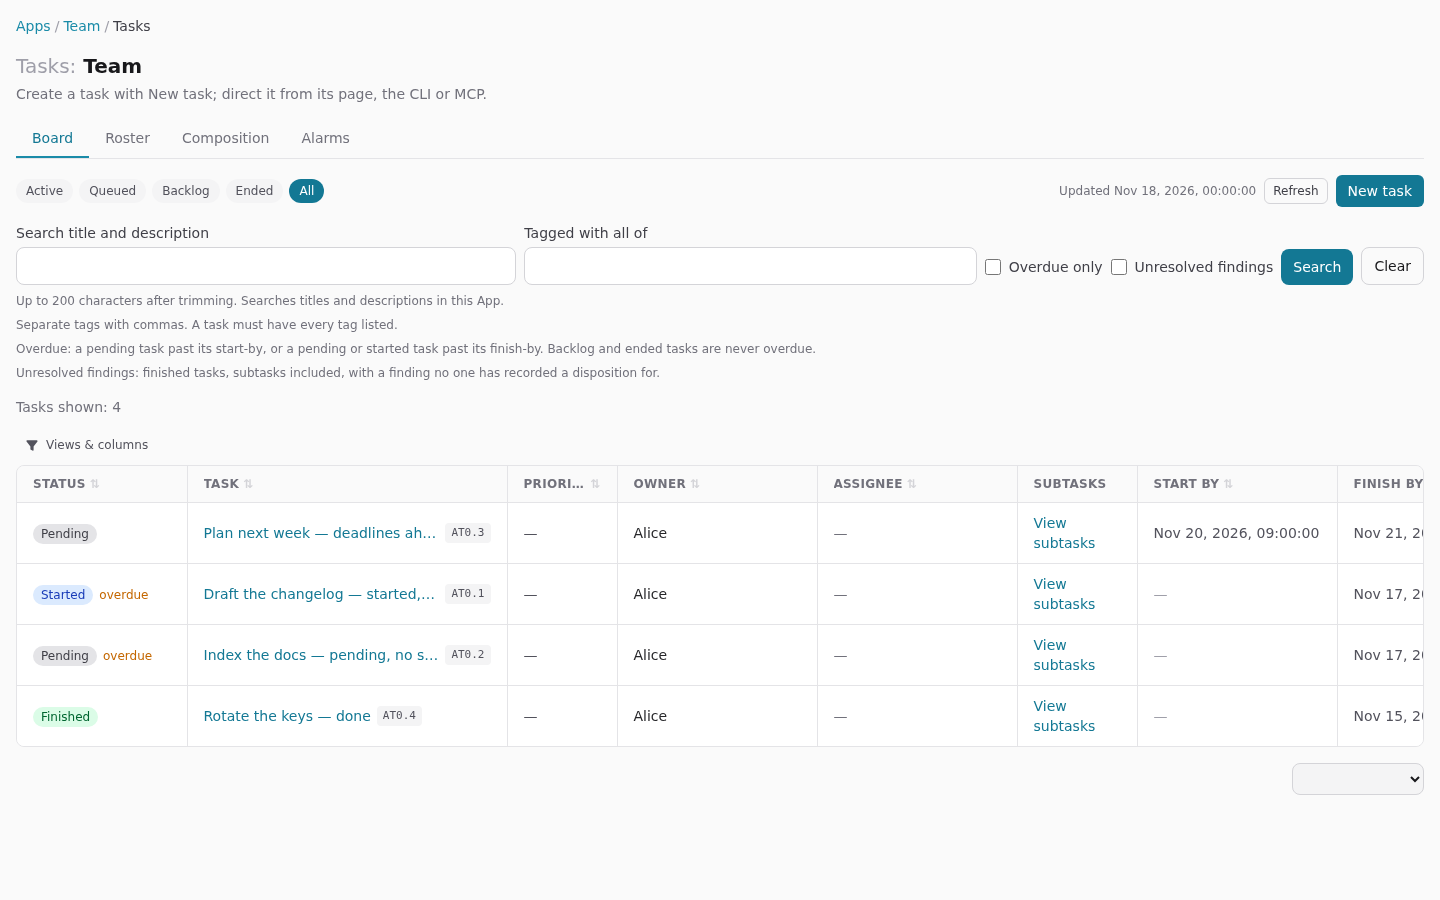 Apps / Team / Tasks
Tasks: Team
Create a task with New task; direct it from its page, the CLI or MCP.
Board Roster Composition Alarms
Active Queued Backlog Ended All Updated Nov 18, 2026, 00:00:00 Refresh New task
Search title and description Tagged with all of
Overdue only Unresolved findings Search Clear
Up to 200 characters after trimming. Searches titles and descriptions in this App.
Separate tags with commas. A task must have every tag listed.
Overdue: a pending task past its start-by, or a pending or started task past its finish-by. Backlog and ended tasks are never overdue.
Unresolved findings: finished tasks, subtasks included, with a finding no one has recorded a disposition for.
Tasks shown: 4
Views & columns
STATUS TASK PRIORI... OWNER ASSIGNEE SUBTASKS START BY FINISH BY
Pending Plan next week — deadlines ah... AT0.3 — Alice — View subtasks Nov 20, 2026, 09:00:00 Nov 21, 20
Started overdue Draft the changelog — started,... AT0.1 — Alice — View subtasks — Nov 17, 20
Pending overdue Index the docs — pending, no s... AT0.2 — Alice — View subtasks — Nov 17, 20
Finished Rotate the keys — done AT0.4 — Alice — View subtasks — Nov 15, 20